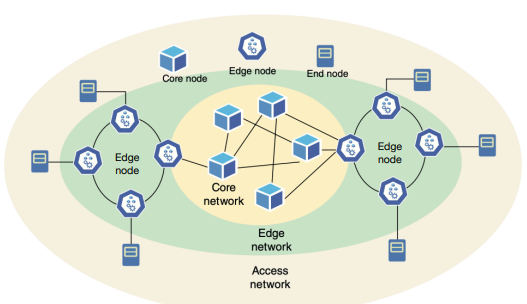 Core node
Edge node
End node
Edge
node
Edge
node
Core
network
Edge
network
Access
network